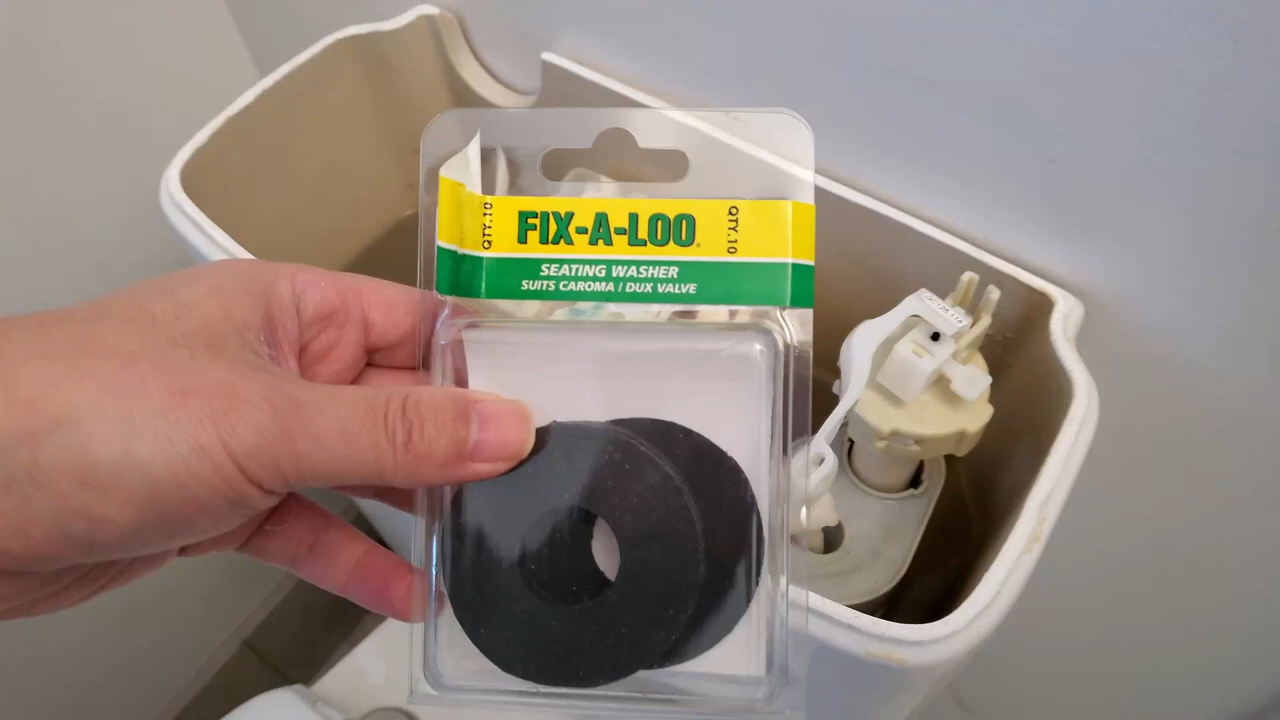 QTY.10
FIX-A-LOO
QTY.10
SEATING WASHER
SUITS CAROMA / DUX VALVE